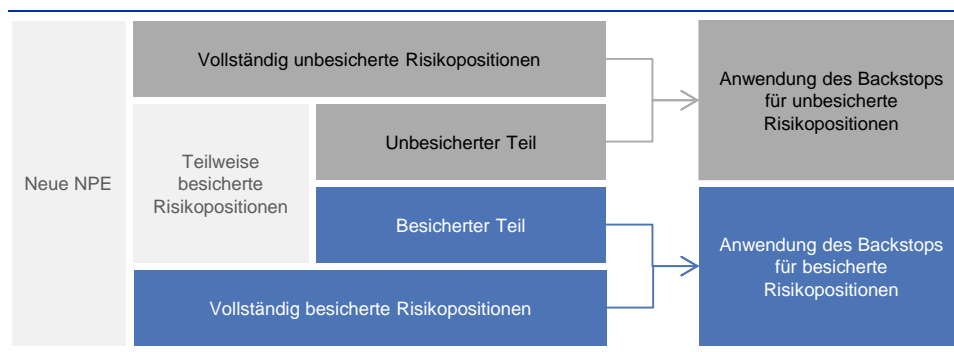 Neue NPE
Vollständig unbesicherte Risikopositionen
Teilweise
besicherte
Risikopositionen
Unbesicherter Teil
Besicherter Teil
Vollständig besicherte Risikopositionen
Anwendung des Backstops
für unbesicherte
Risikopositionen
Anwendung des Backstops
für besicherte
Risikopositionen